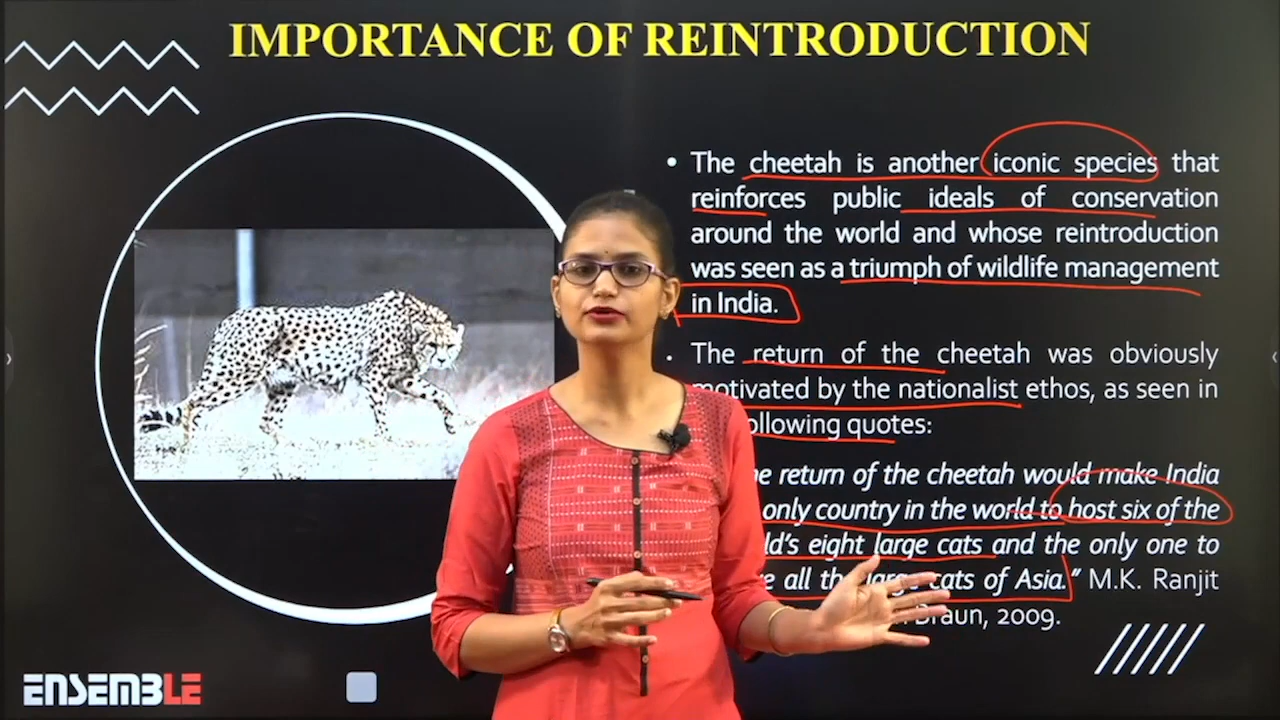 IMPORTANCE OF REINTRODUCTION
• The cheetah is another iconic species that
reinforces public ideals of conservation
around the world and whose reintroduction
was seen as a triumph of wildlife management
in India.
• The return of the cheetah was obviously
motivated by the nationalist ethos, as seen in
following quotes:
return of the cheetah would make India
only country in the world to host six of the
eight large cats and the only one to
all the large cats of Asia.” M.K. Ranjit
Braun, 2009.
ENSEMBLE